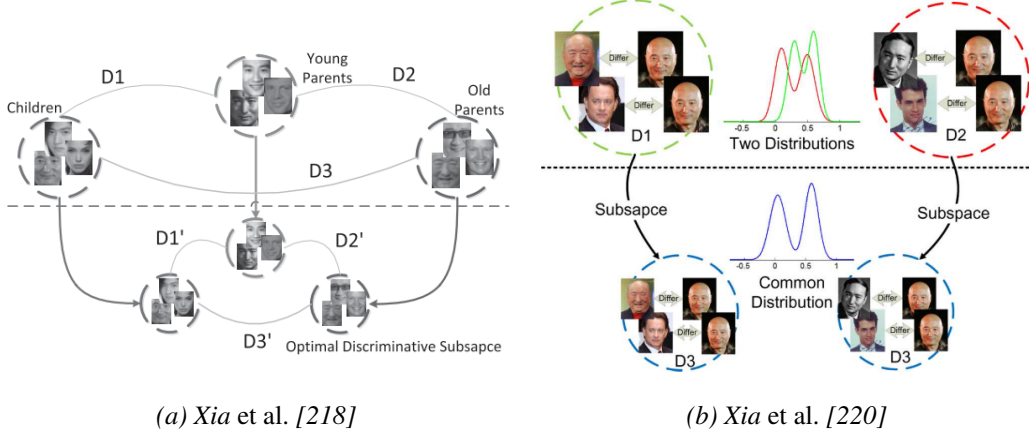 Young
Parents
D1
D2
Children
Old
Parents
D3
D1'
D2'
D3'
Optimal Discriminative Subsapce
(a) Xia et al. [218]
Differ
Differ
D1
-0.5 0 0.5 1
Two Distributions
Differ
Differ
D2
Subsapce
Subspace
-0.5 0 0.5 1
Common
Distribution
Differ
Differ
D3
Differ
Differ
D3
(b) Xia et al. [220]